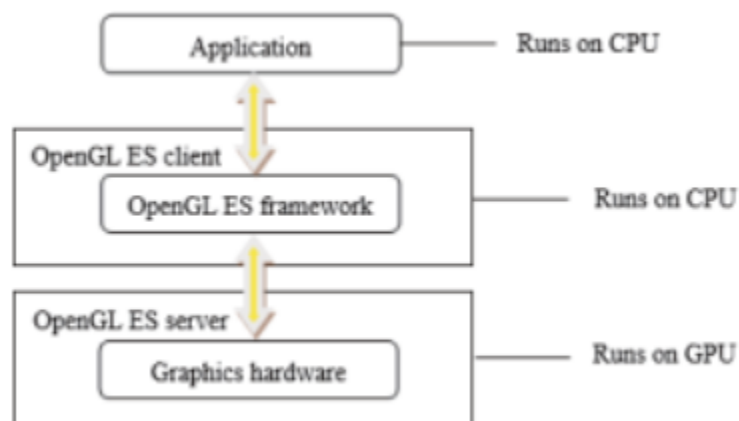 Application
Runs on CPU
OpenGL ES client
OpenGL ES framework
Runs on CPU
OpenGL ES server
Graphics hardware
Runs on GPU